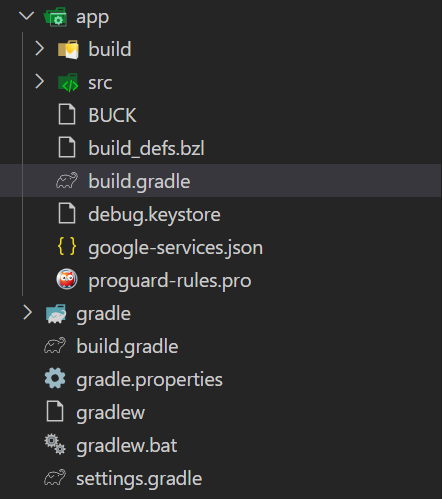 app
build
src
BUCK
build_defs.bzl
build.gradle
debug.keystore
google-services.json
proguard-rules.pro
gradle
build.gradle
gradle.properties
gradlew
gradlew.bat
settings.gradle